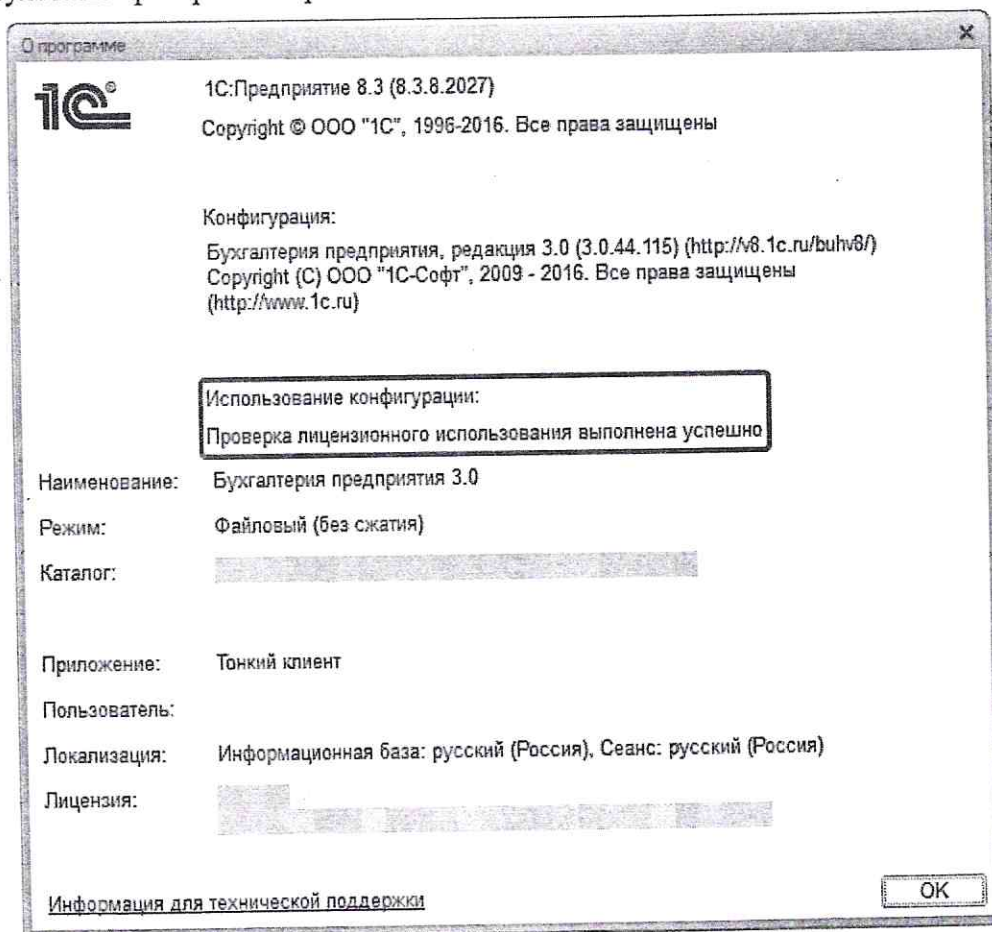 О программе
1С®
1С:Предприятие 8.3 (8.3.8.2027)
Copyright © ООО "1С", 1996-2016. Все права защищены
Конфигурация:
Бухгалтерия предприятия, редакция 3.0 (3.0.44.115) (http://v8.1c.ru/buhv8/)
Copyright (C) ООО "1С-Софт", 2009 - 2016. Все права защищены
(http://www.1c.ru)
Использование конфигурации:
Проверка лицензионного использования выполнена успешно
Наименование: Бухгалтерия предприятия 3.0
Режим: Файловый (без сжатия)
Каталог:
Приложение: Тонкий клиент
Пользователь:
Локализация: Информационная база: русский (Россия), Сеанс: русский (Россия)
Лицензия:
Информация для технической поддержки
OK